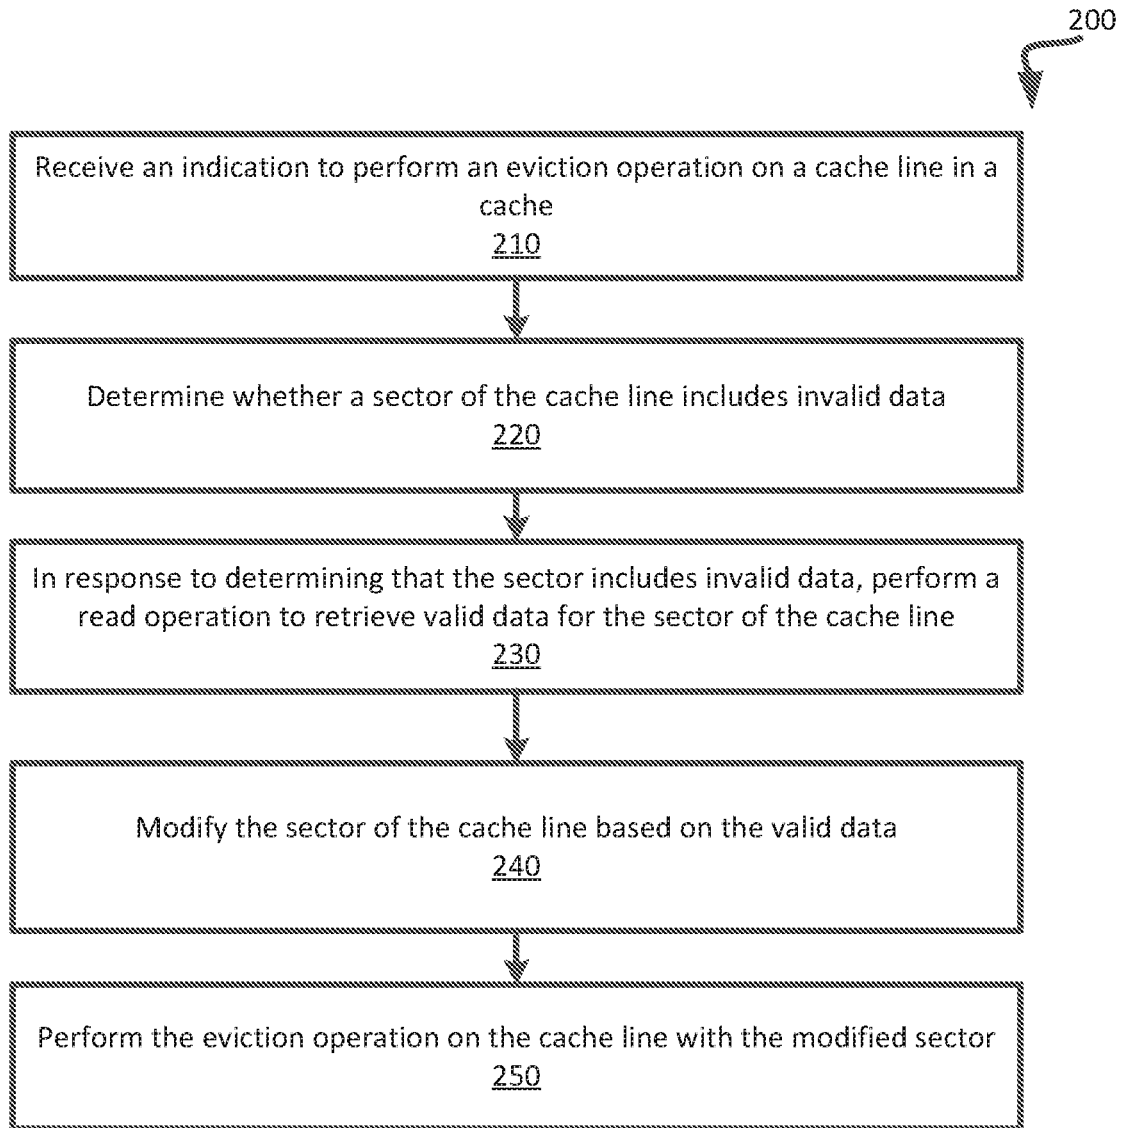 200
Receive an indication to perform an eviction operation on a cache line in a
cache
210
Determine whether a sector of the cache line includes invalid data
220
In response to determining that the sector includes invalid data, perform a
read operation to retrieve valid data for the sector of the cache line
230
Modify the sector of the cache line based on the valid data
240
Perform the eviction operation on the cache line with the modified sector
250